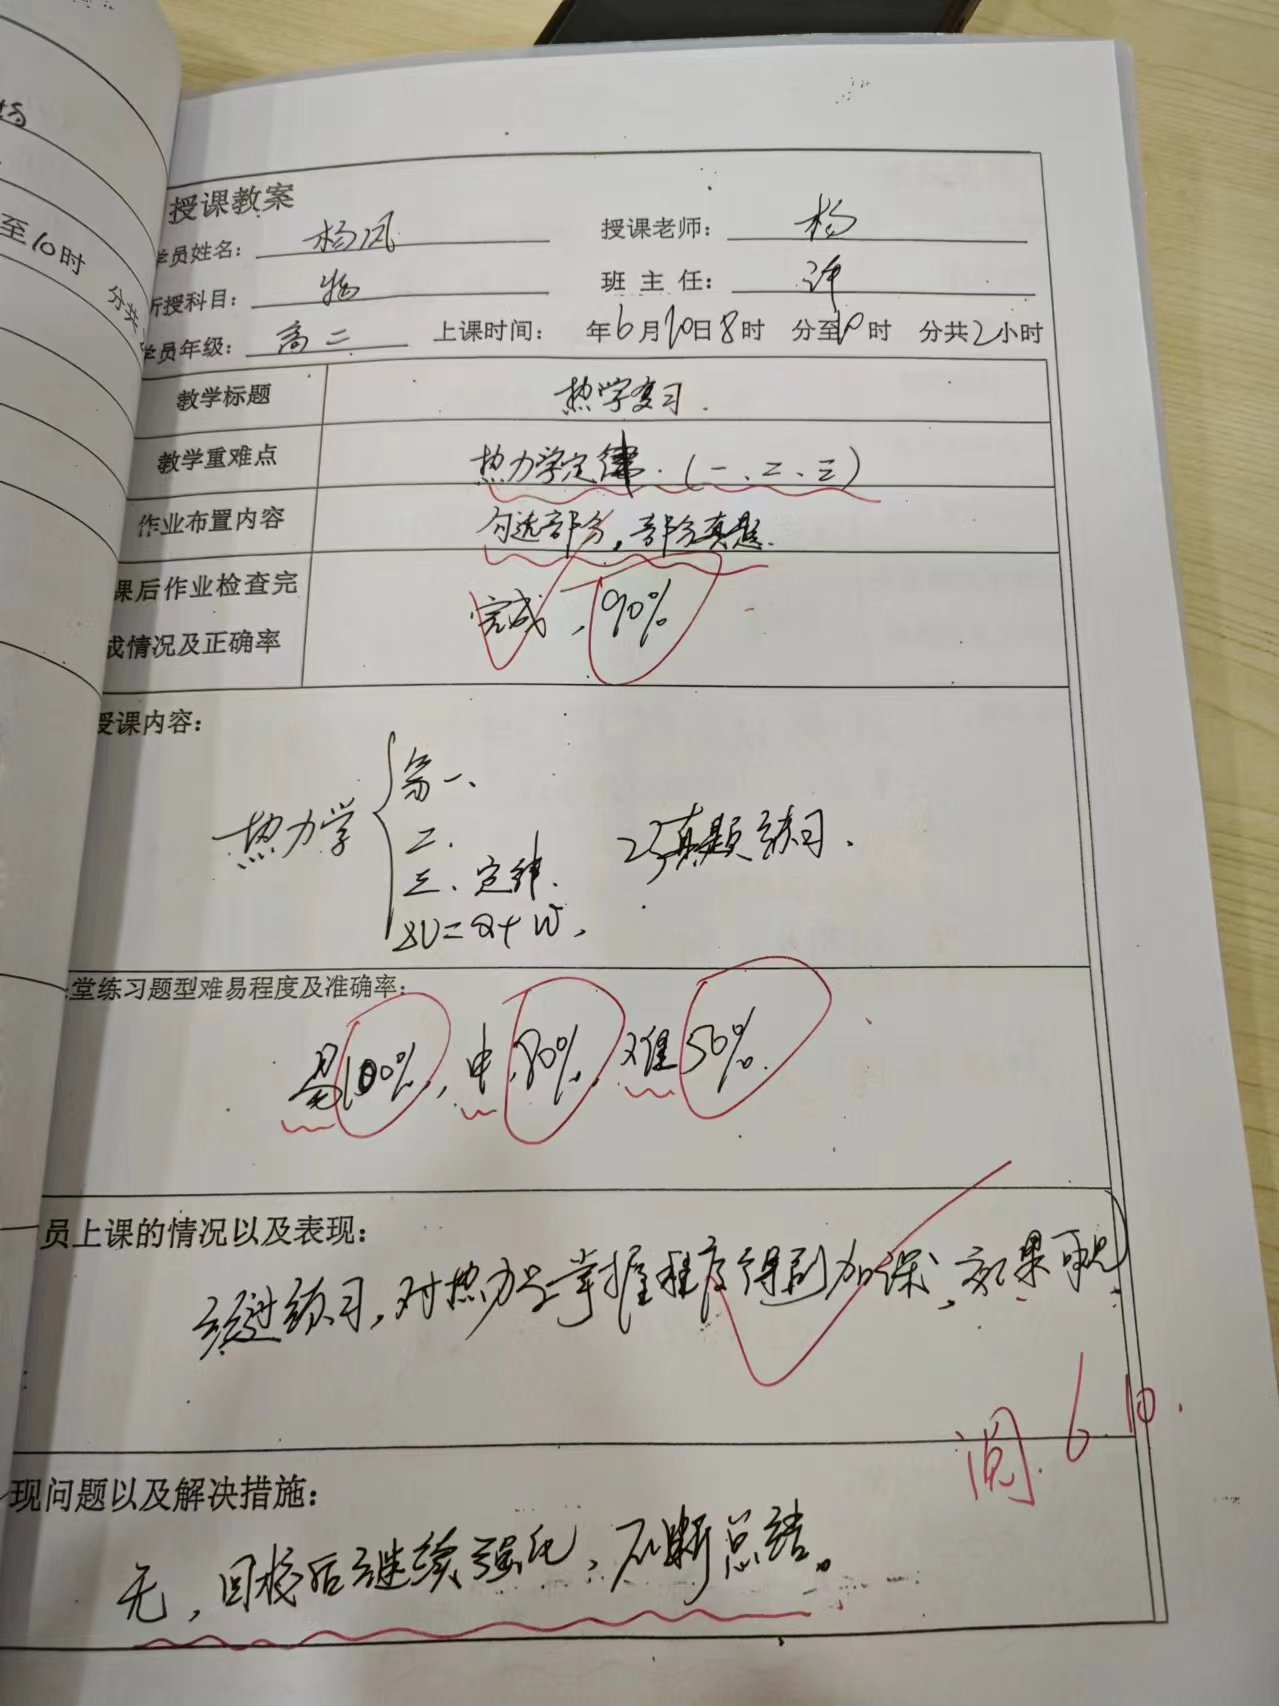 杨
至10时
分共
授课教案
学员姓名：杨凤
授课老师：杨
所授科目：物
班 主 任：许
学员年级：高二
上课时间： 年6月10日8时 分至10时 分共2小时
教学标题
热学复习.
教学重难点
热力学定律.(一、二、三)
作业布置内容
勾选部分，部分真题.
课后作业检查完
成情况及正确率
完成，90%
授课内容：
热力学
第一、
二.
三、定律.
ΔU=Q+W,
真题练习.
堂练习题型难易程度及准确率：
易100%，中80%，难50%.
员上课的情况以及表现：
经过练习，对热力学掌握程度得到加深，效果可见
阅.6.10.
现问题以及解决措施：
无，回校后继续强化，不断总结。